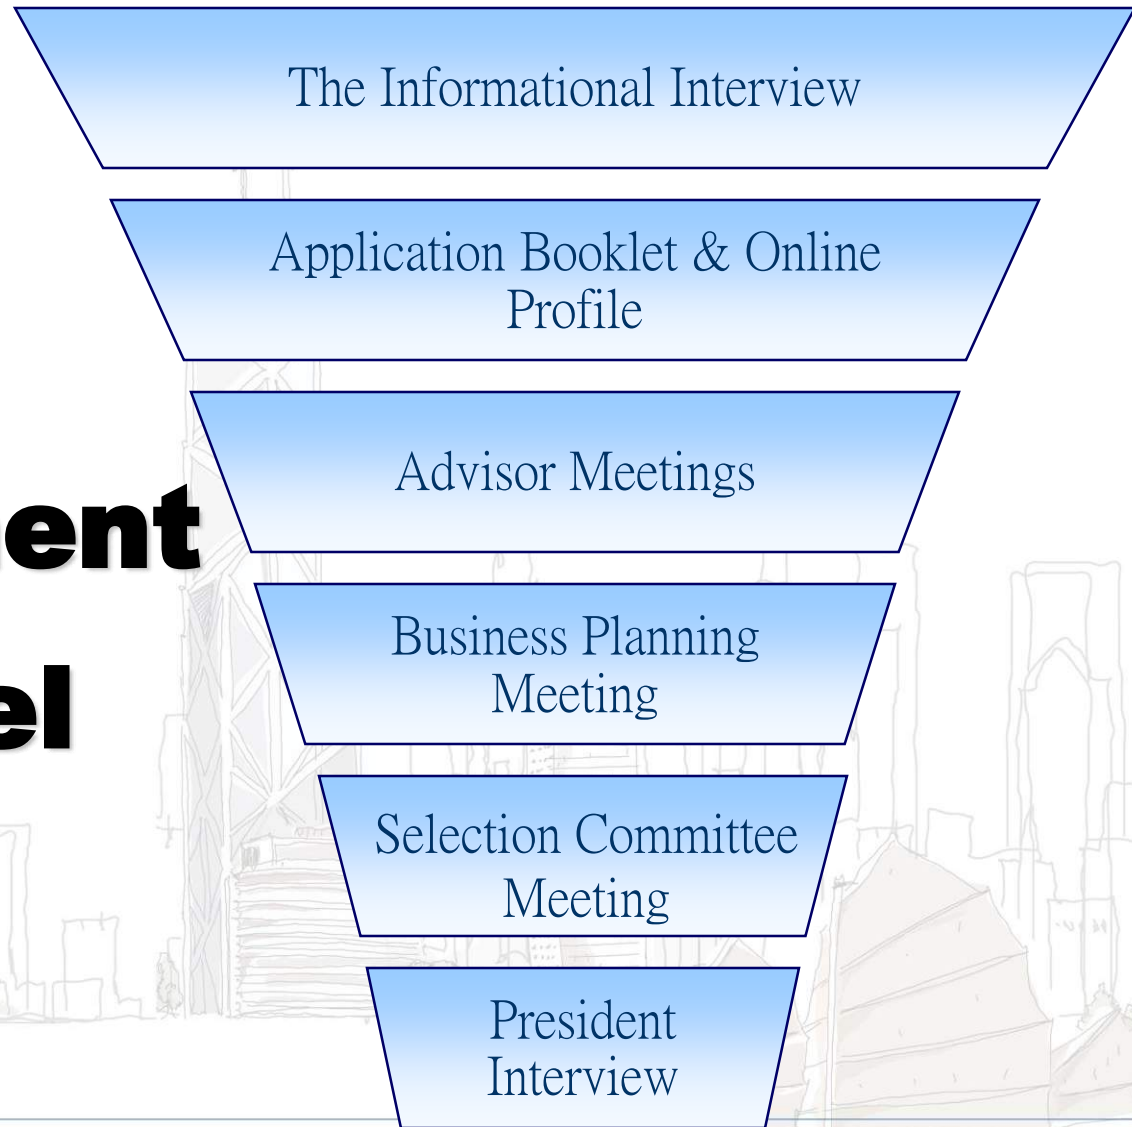 The Informational Interview
Application Booklet & Online
Profile
Advisor Meetings
Business Planning
Meeting
Selection Committee
Meeting
President
Interview